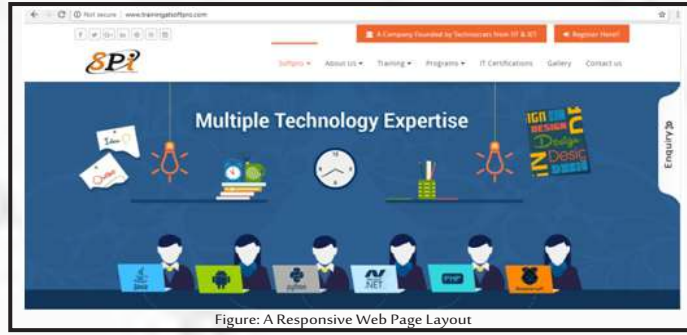 Not secure | www.trainingatsoftpro.com
A Company Founded by Technocrats from IIT & IET
Register Here!!
SPi
Softpro About Us Training Programs IT Certifications Gallery Contact us
Multiple Technology Expertise
Enquiry
Idea
12
DESIGN
Design
Java
python
.NET
PHP
Figure: A Responsive Web Page Layout